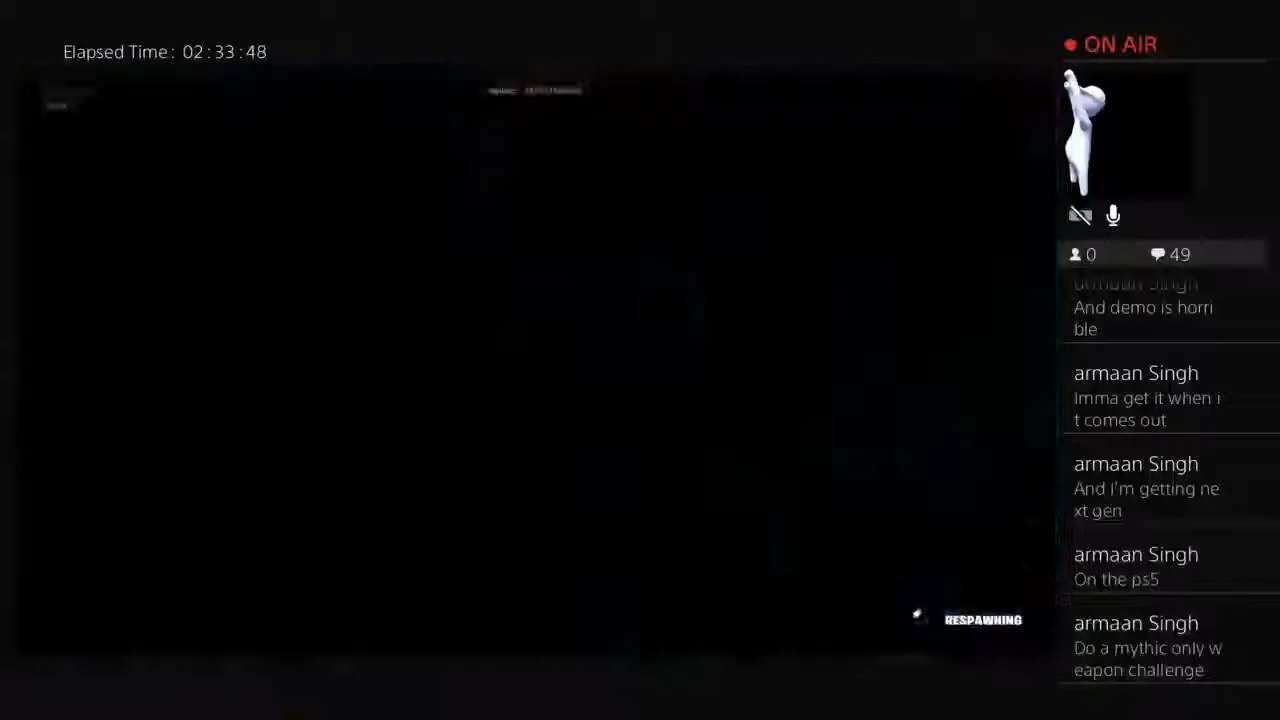 Elapsed Time: 02:33:48
ON AIR
0
49
armaan Singh
And demo is horri
ble
armaan Singh
Imma get it when i
t comes out
armaan Singh
And I'm getting ne
xt gen
armaan Singh
On the ps5
armaan Singh
Do a mythic only w
eapon challenge
RESPAWNING